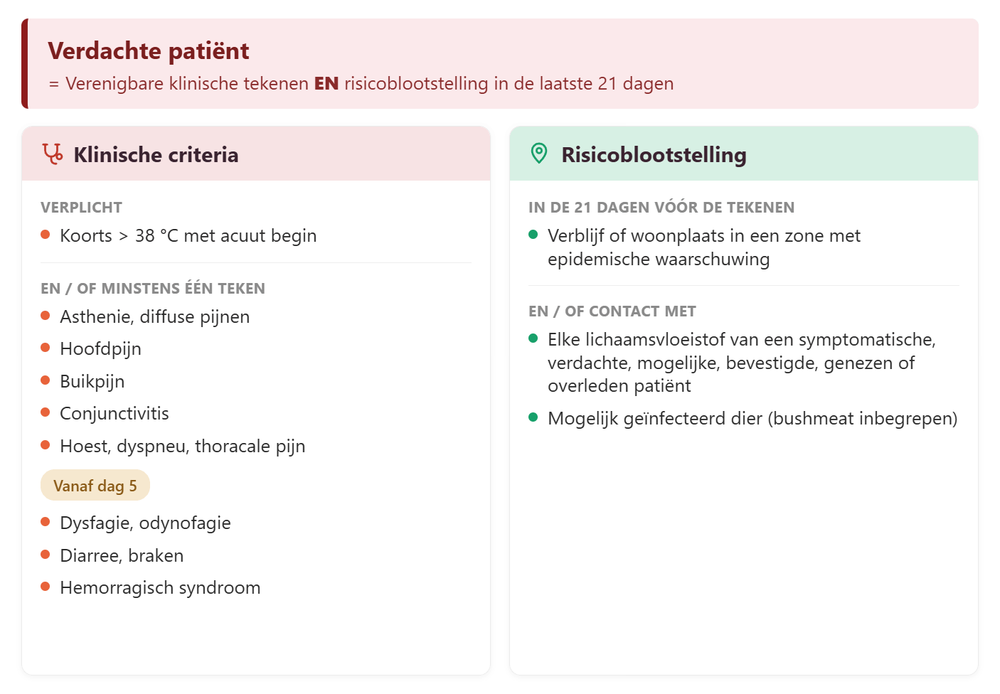 Verdachte patiënt
= Verenigbare klinische tekenen EN risicoblootstelling in de laatste 21 dagen
Klinische criteria
VERPLICHT
Koorts > 38 °C met acuut begin
EN / OF MINSTENS ÉÉN TEKEN
Asthenie, diffuse pijnen
Hoofdpijn
Buikpijn
Conjunctivitis
Hoest, dyspneu, thoracale pijn
Vanaf dag 5
Dysfagie, odynofagie
Diarree, braken
Hemorragisch syndroom
Risicoblootstelling
IN DE 21 DAGEN VÓÓR DE TEKENEN
Verblijf of woonplaats in een zone met
epidemische waarschuwing
EN / OF CONTACT MET
Elke lichaamsvloeistof van een symptomatische,
verdachte, mogelijke, bevestigde, genezen of
overleden patiënt
Mogelijk geïnfecteerd dier (bushmeat inbegrepen)